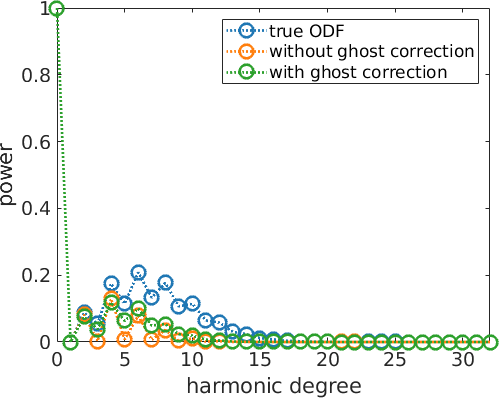 1
0.8
0.6
0.4
0.2
0
power
true ODF
without ghost correction
with ghost correction
0 5 10 15 20 25 30
harmonic degree